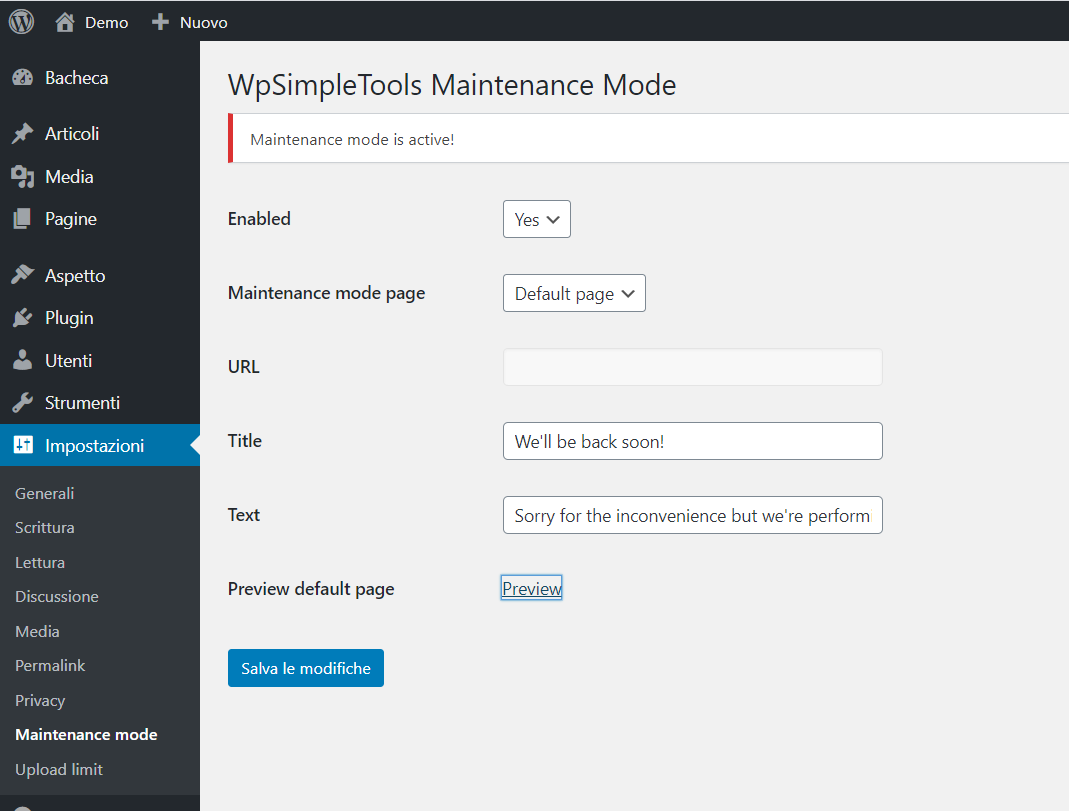 Demo Nuovo
Bacheca
Articoli
Media
Pagine
Aspetto
Plugin
Utenti
Strumenti
Impostazioni
Generali
Scrittura
Lettura
Discussione
Media
Permalink
Privacy
Maintenance mode
Upload limit
WpSimpleTools Maintenance Mode
Maintenance mode is active!
Enabled Yes
Maintenance mode page Default page
URL
Title We'll be back soon!
Text Sorry for the inconvenience but we're performi
Preview default page Preview
Salva le modifiche